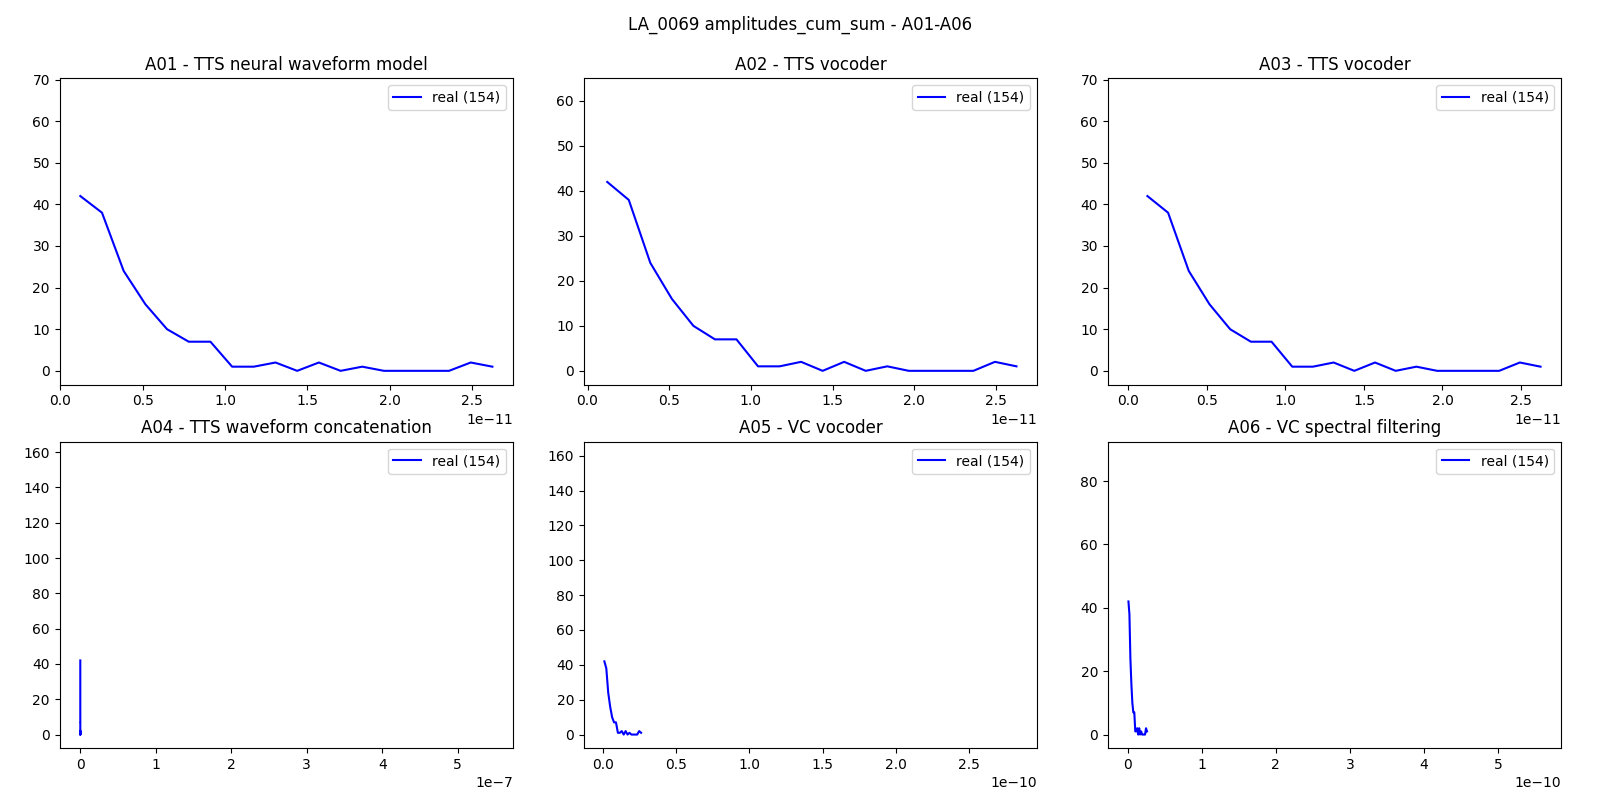 LA_0069 amplitudes_cum_sum - A01-A06
A01 - TTS neural waveform model
70
60
50
40
30
20
10
0
real (154)
0.0 0.5 1.0 1.5 2.0 2.5
1e−11
A02 - TTS vocoder
60
50
40
30
20
10
0
real (154)
0.0 0.5 1.0 1.5 2.0 2.5
1e−11
A03 - TTS vocoder
70
60
50
40
30
20
10
0
real (154)
0.0 0.5 1.0 1.5 2.0 2.5
1e−11
A04 - TTS waveform concatenation
160
140
120
100
80
60
40
20
0
real (154)
0 1 2 3 4 5
1e−7
A05 - VC vocoder
160
140
120
100
80
60
40
20
0
real (154)
0.0 0.5 1.0 1.5 2.0 2.5
1e−10
A06 - VC spectral filtering
80
60
40
20
0
real (154)
0 1 2 3 4 5
1e−10